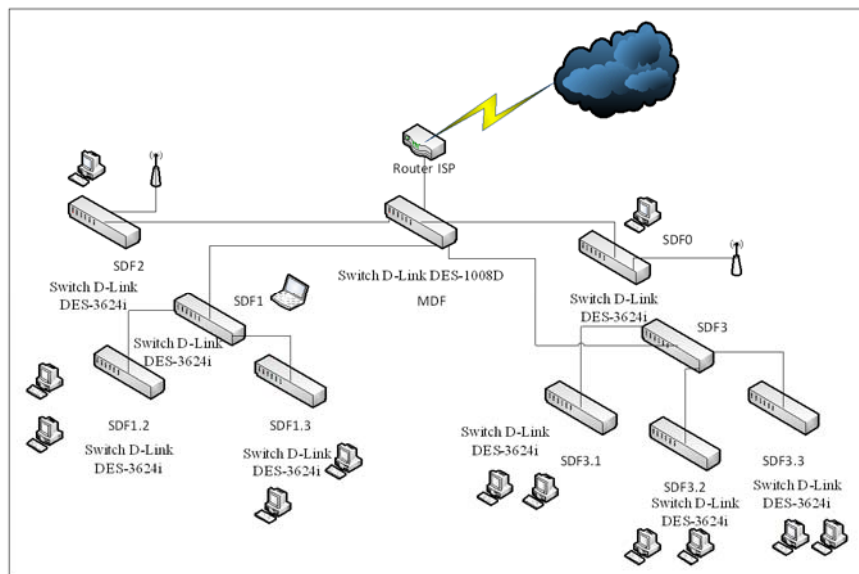 Router ISP
Switch D-Link DES-1008D
MDF
SDF2
Switch D-Link
DES-3624i
SDF0
Switch D-Link
DES-3624i
SDF1
Switch D-Link
DES-3624i
SDF3
SDF1.2
Switch D-Link
DES-3624i
SDF1.3
Switch D-Link
DES-3624i
Switch D-Link
DES-3624i
SDF3.1
SDF3.2
Switch D-Link
DES-3624i
SDF3.3
Switch D-Link
DES-3624i